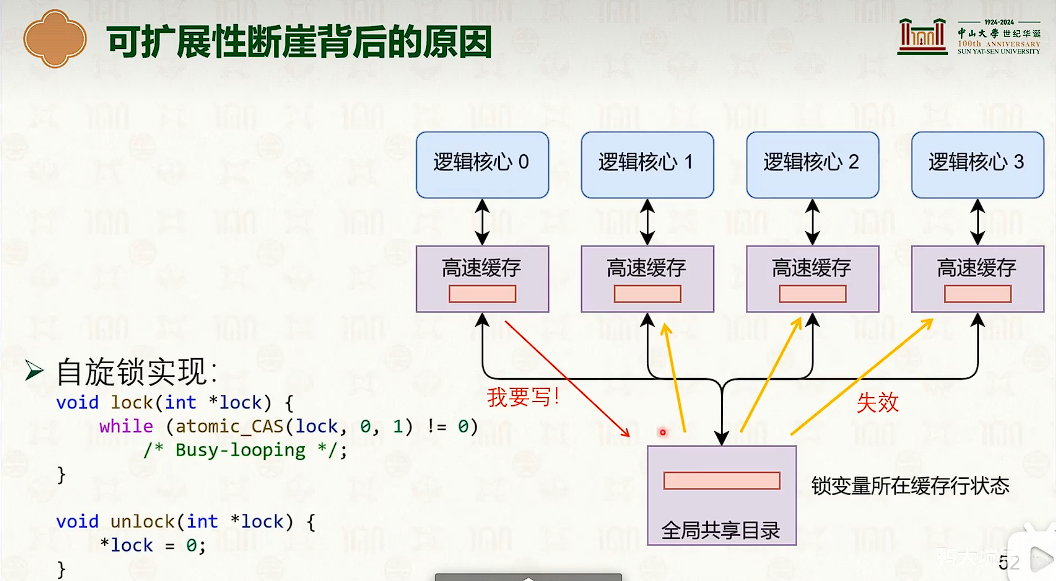 可扩展性断崖背后的原因
1924-2024
中山大学 世纪华诞
100th ANNIVERSARY
SUN YAT-SEN UNIVERSITY
逻辑核心 0
逻辑核心 1
逻辑核心 2
逻辑核心 3
高速缓存
高速缓存
高速缓存
高速缓存
我要写!
失效
锁变量所在缓存行状态
全局共享目录
➢ 自旋锁实现:
void lock(int *lock) {
while (atomic_CAS(lock, 0, 1) != 0)
/* Busy-looping */;
}
void unlock(int *lock) {
*lock = 0;
}
52